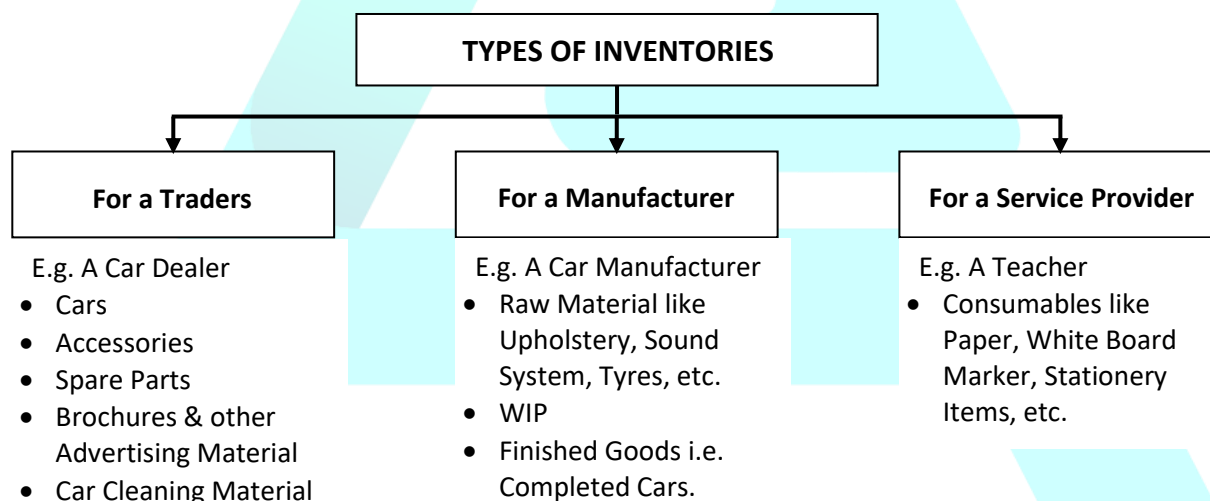 TYPES OF INVENTORIES
For a Traders
E.g. A Car Dealer
• Cars
• Accessories
• Spare Parts
• Brochures & other
Advertising Material
• Car Cleaning Material
For a Manufacturer
E.g. A Car Manufacturer
• Raw Material like
Upholstery, Sound
System, Tyres, etc.
• WIP
• Finished Goods i.e.
Completed Cars.
For a Service Provider
E.g. A Teacher
• Consumables like
Paper, White Board
Marker, Stationery
Items, etc.